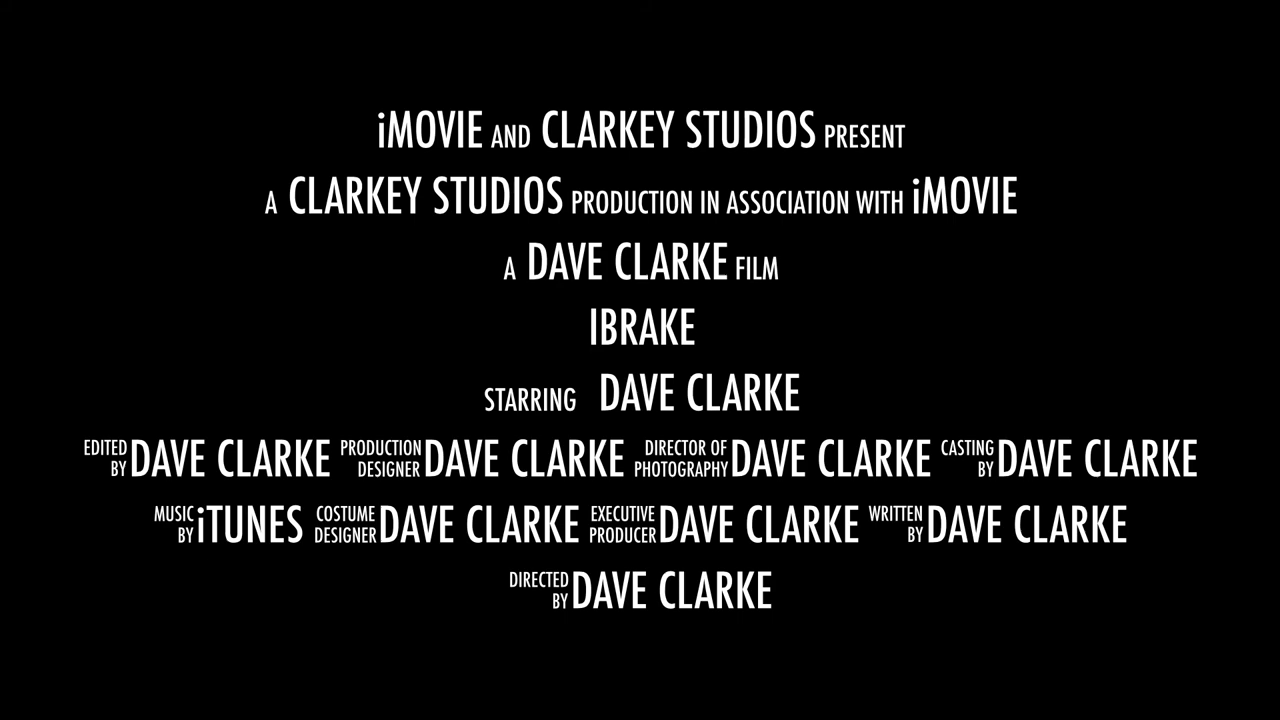 iMOVIE AND CLARKEY STUDIOS PRESENT
A CLARKEY STUDIOS PRODUCTION IN ASSOCIATION WITH iMOVIE
A DAVE CLARKE FILM
IBRAKE
STARRING DAVE CLARKE
EDITED BY DAVE CLARKE PRODUCTION DESIGNER DAVE CLARKE DIRECTOR OF PHOTOGRAPHY DAVE CLARKE CASTING BY DAVE CLARKE
MUSIC BY iTUNES COSTUME DESIGNER DAVE CLARKE EXECUTIVE PRODUCER DAVE CLARKE WRITTEN BY DAVE CLARKE
DIRECTED BY DAVE CLARKE